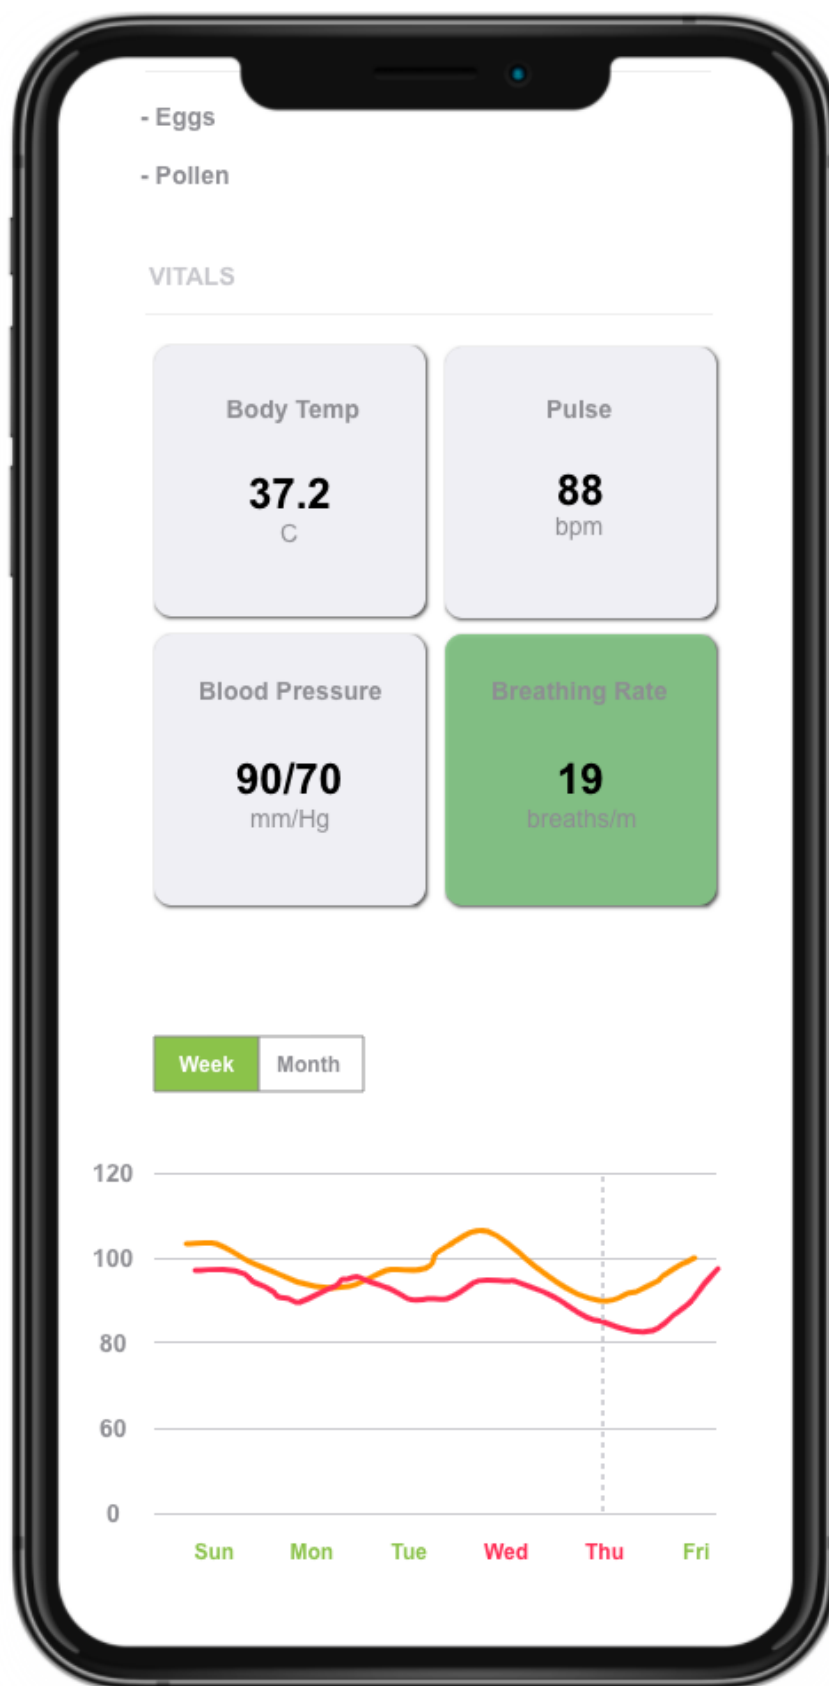 - Eggs
- Pollen
VITALS
Body Temp
37.2
C
Pulse
88
bpm
Blood Pressure
90/70
mm/Hg
Breathing Rate
19
breaths/m
Week Month
120
100
80
60
0
Sun Mon Tue Wed Thu Fri